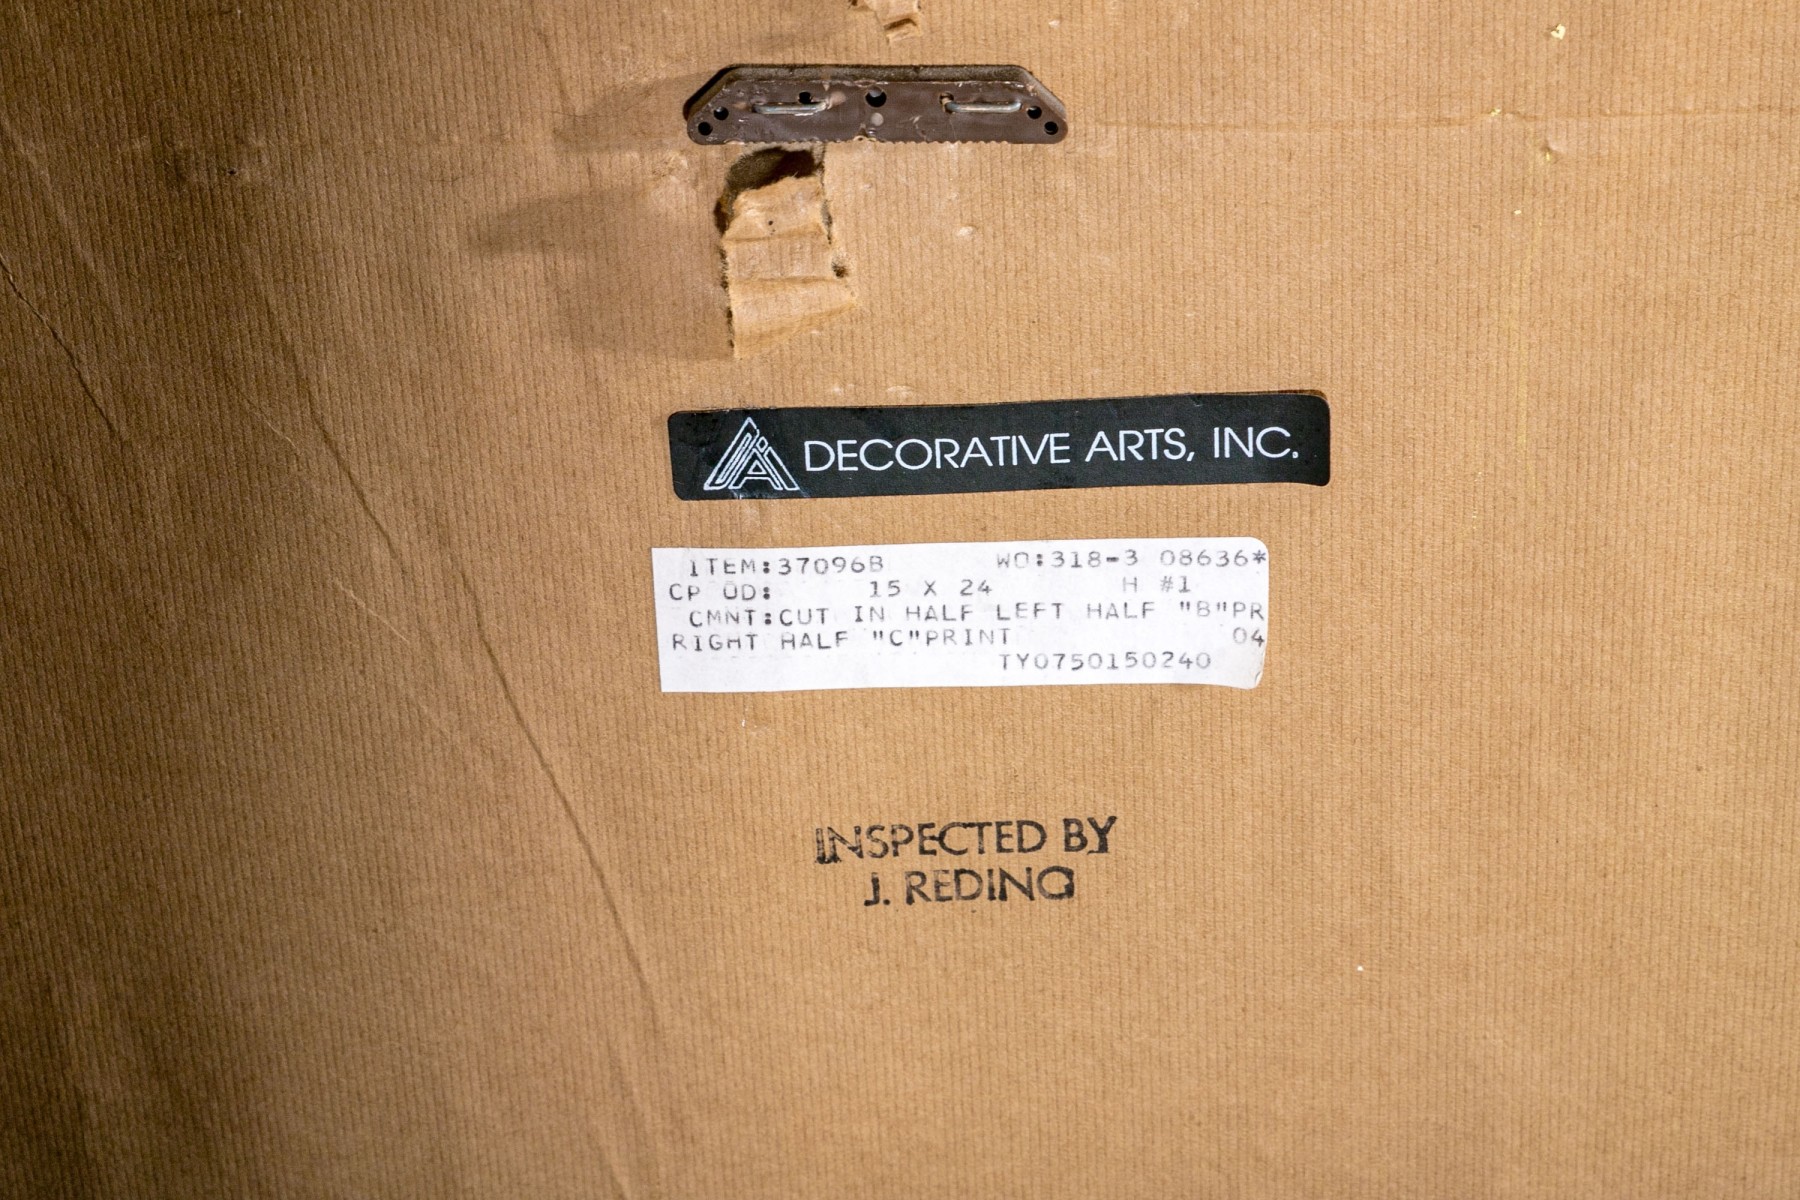 DECORATIVE ARTS, INC.
ITEM:37096B WO:318-3 08636*
CP OD: 15 X 24 H #1
CMNT:CUT IN HALF LEFT HALF "B"PR
RIGHT HALF "C"PRINT 04
TY0750150240
INSPECTED BY
J. REDING